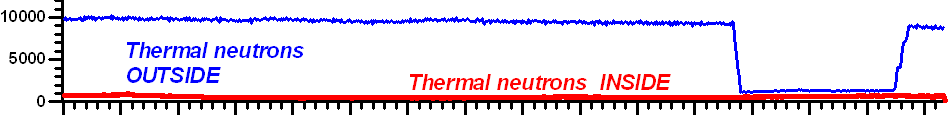 10000
Thermal neutrons
OUTSIDE
5000
Thermal neutrons INSIDE
0